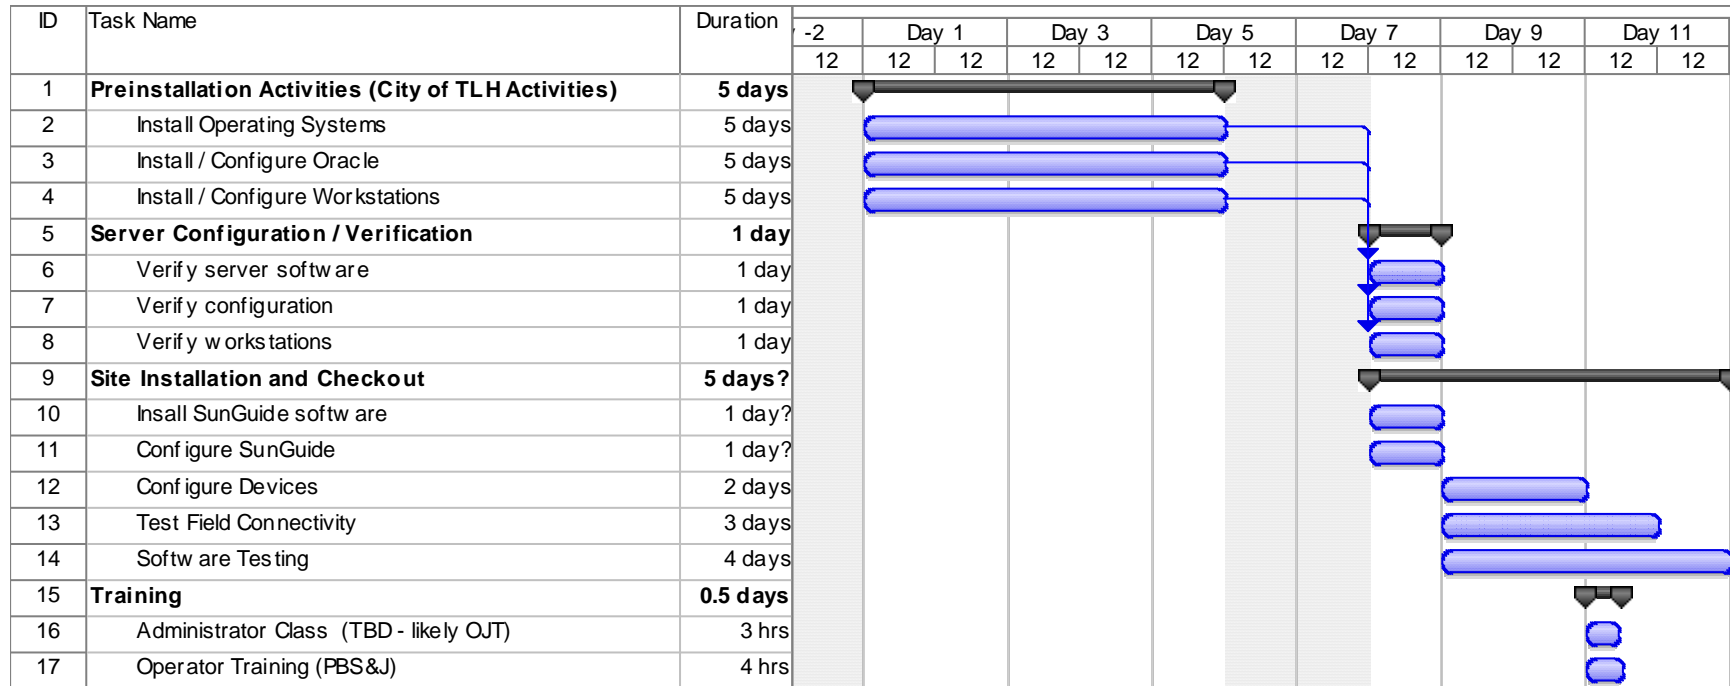 ID Task Name Duration -2 Day 1 Day 3 Day 5 Day 7 Day 9 Day 11
12 12 12 12 12 12 12 12 12 12 12 12 12
1 Preinstallation Activities (City of TLH Activities) 5 days
2 Install Operating Systems 5 days
3 Install / Configure Oracle 5 days
4 Install / Configure Workstations 5 days
5 Server Configuration / Verification 1 day
6 Verify server software 1 day
7 Verify configuration 1 day
8 Verify workstations 1 day
9 Site Installation and Checkout 5 days?
10 Insall SunGuide software 1 day?
11 Configure SunGuide 1 day?
12 Configure Devices 2 days
13 Test Field Connectivity 3 days
14 Software Testing 4 days
15 Training 0.5 days
16 Administrator Class (TBD - likely OJT) 3 hrs
17 Operator Training (PBS&J) 4 hrs